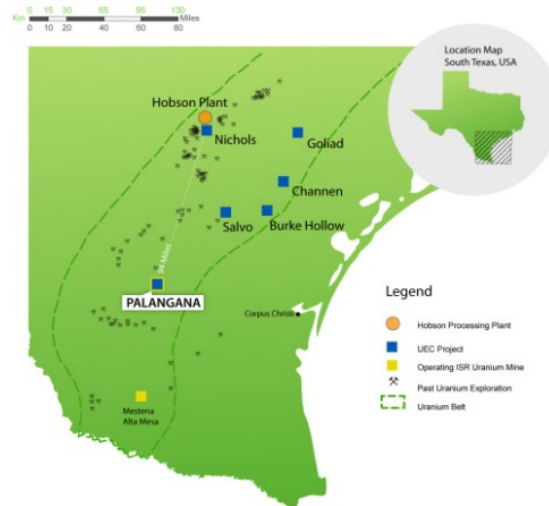 0 15 30 65 95 130
Km
Miles
0 10 20 40 60 80
Location Map
South Texas, USA
Hobson Plant
Nichols
Goliad
Channen
Salvo
Burke Hollow
94 Miles
PALANGANA
Corpus Christi
Mestena
Alta Mesa
Legend
Hobson Processing Plant
UEC Project
Operating ISR Uranium Mine
Past Uranium Exploration
Uranium Belt